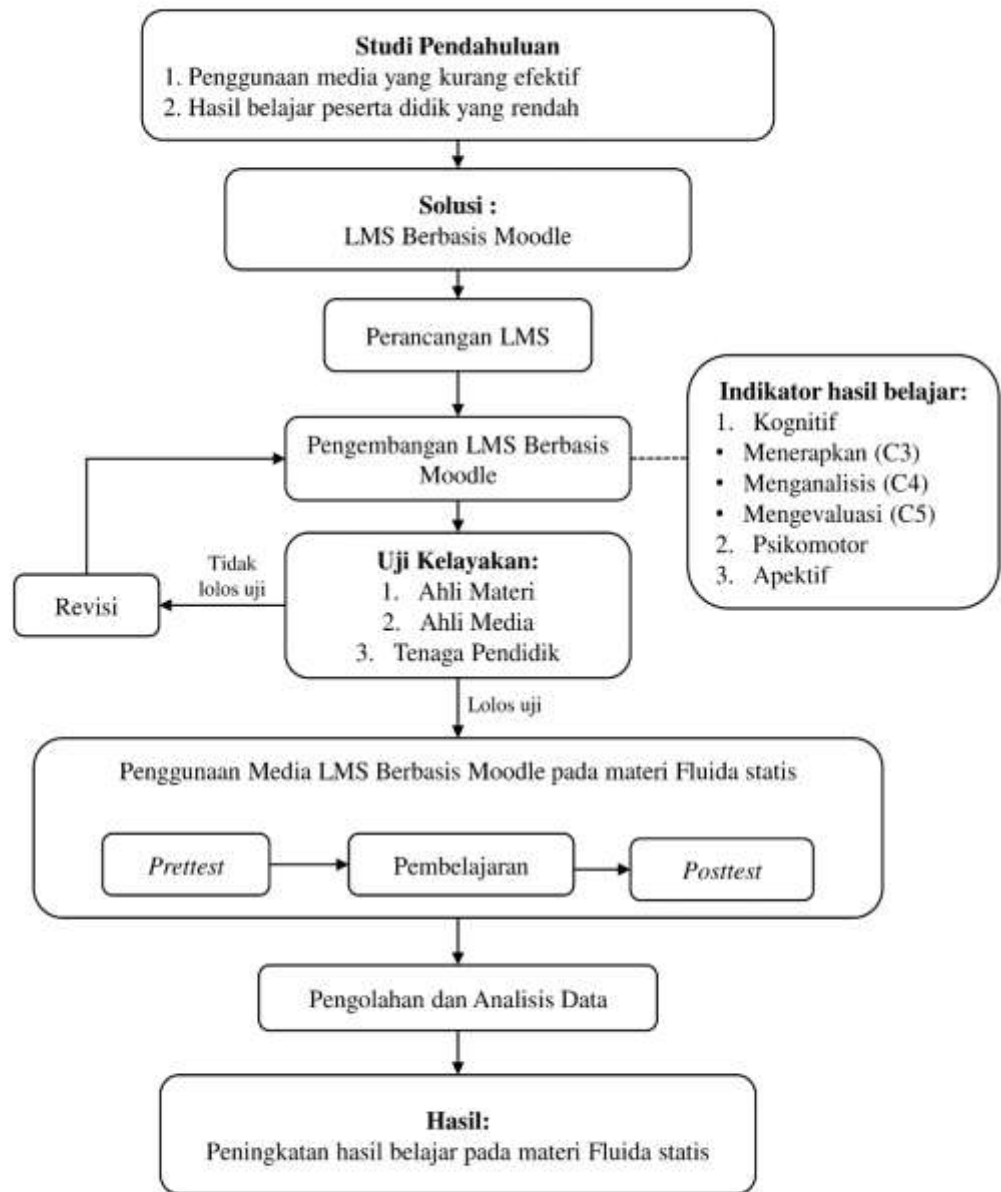 Studi Pendahuluan
1. Penggunaan media yang kurang efektif
2. Hasil belajar peserta didik yang rendah
Solusi :
LMS Berbasis Moodle
Perancangan LMS
Pengembangan LMS Berbasis
Moodle
Indikator hasil belajar:
1. Kognitif
• Menerapkan (C3)
• Menganalisis (C4)
• Mengevaluasi (C5)
2. Psikomotor
3. Apektif
Uji Kelayakan:
1. Ahli Materi
2. Ahli Media
3. Tenaga Pendidik
Tidak
lolos uji
Revisi
Lolos uji
Penggunaan Media LMS Berbasis Moodle pada materi Fluida statis
Prettest
Pembelajaran
Posttest
Pengolahan dan Analisis Data
Hasil:
Peningkatan hasil belajar pada materi Fluida statis